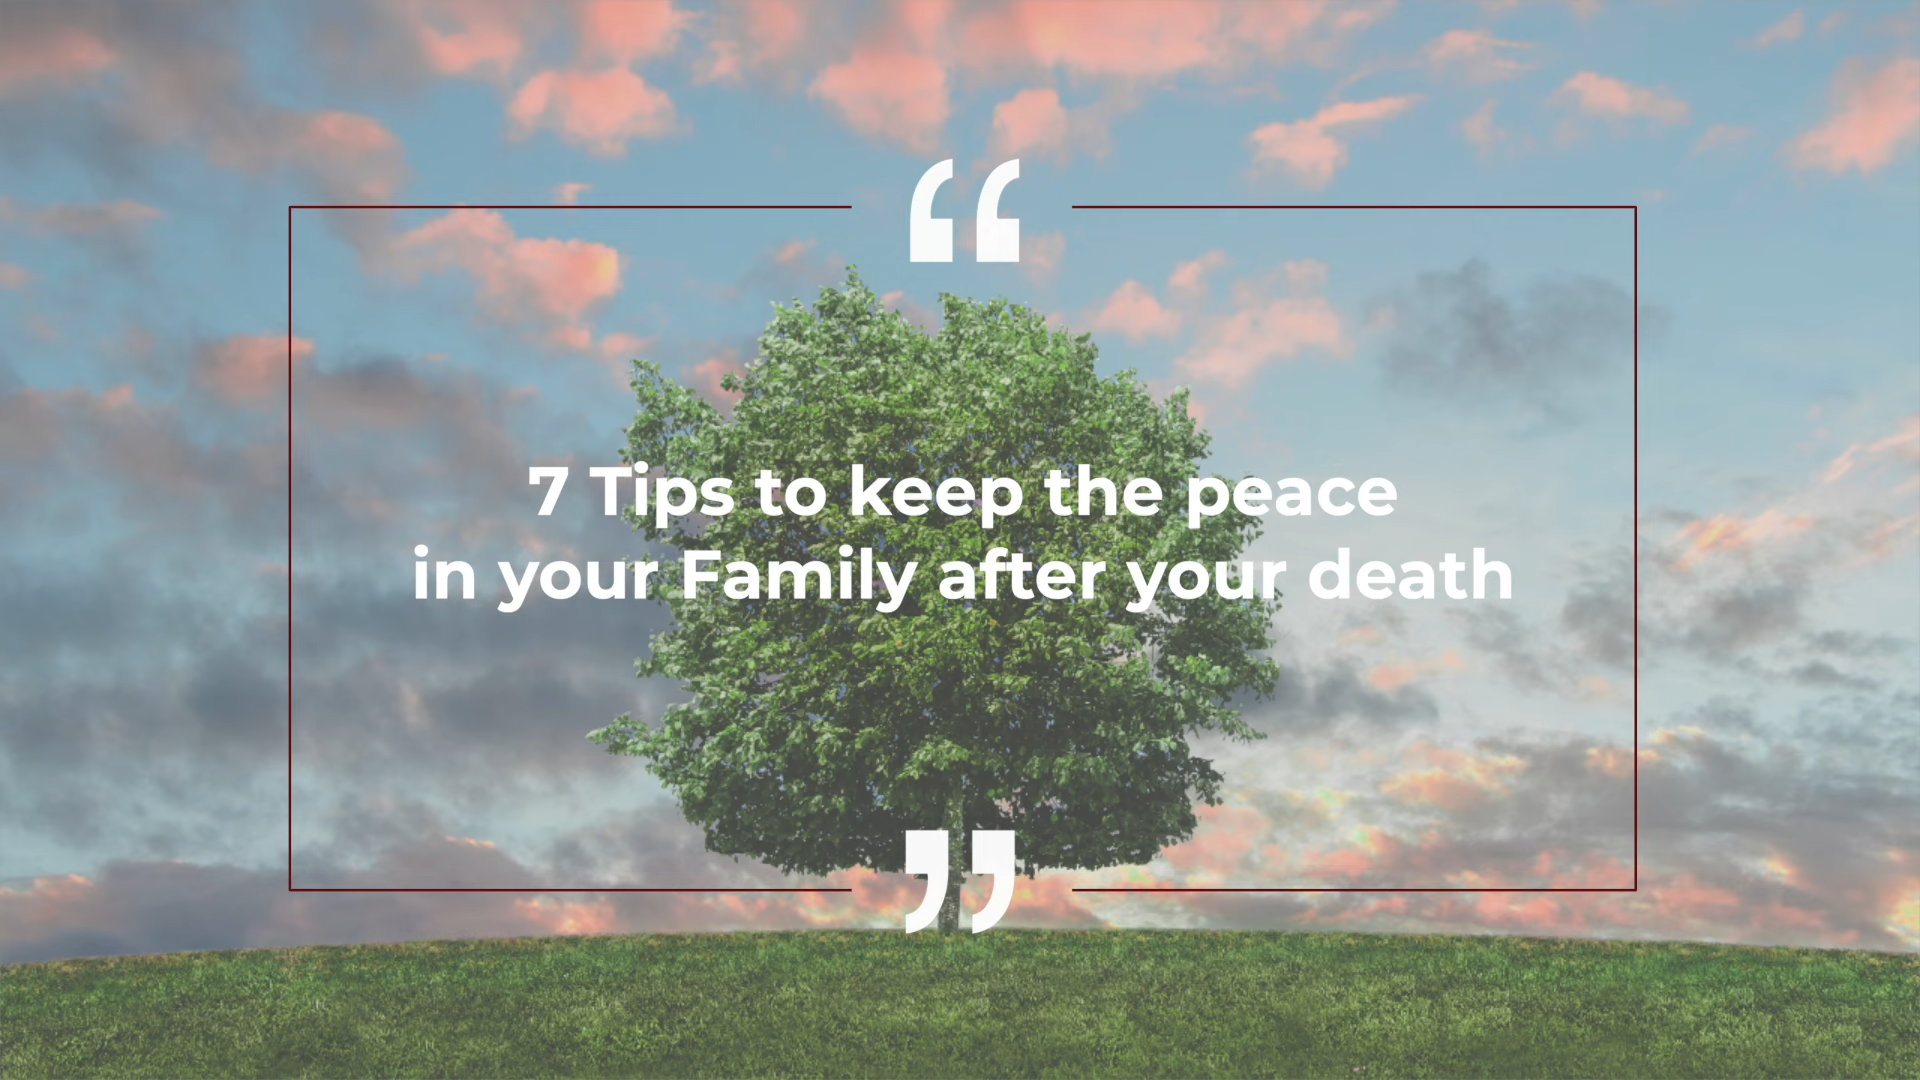 “
7 Tips to keep the peace
in your Family after your death
”